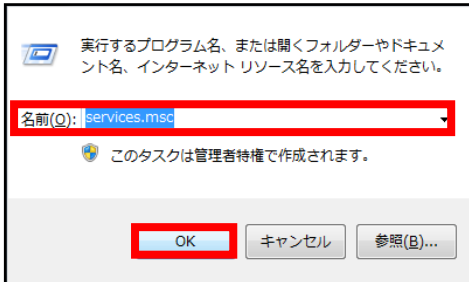 実行するプログラム名、または開くフォルダーやドキュメ
ント名、インターネット リソース名を入力してください。
名前(O): services.msc
このタスクは管理者特権で作成されます。
OK キャンセル 参照(B)...